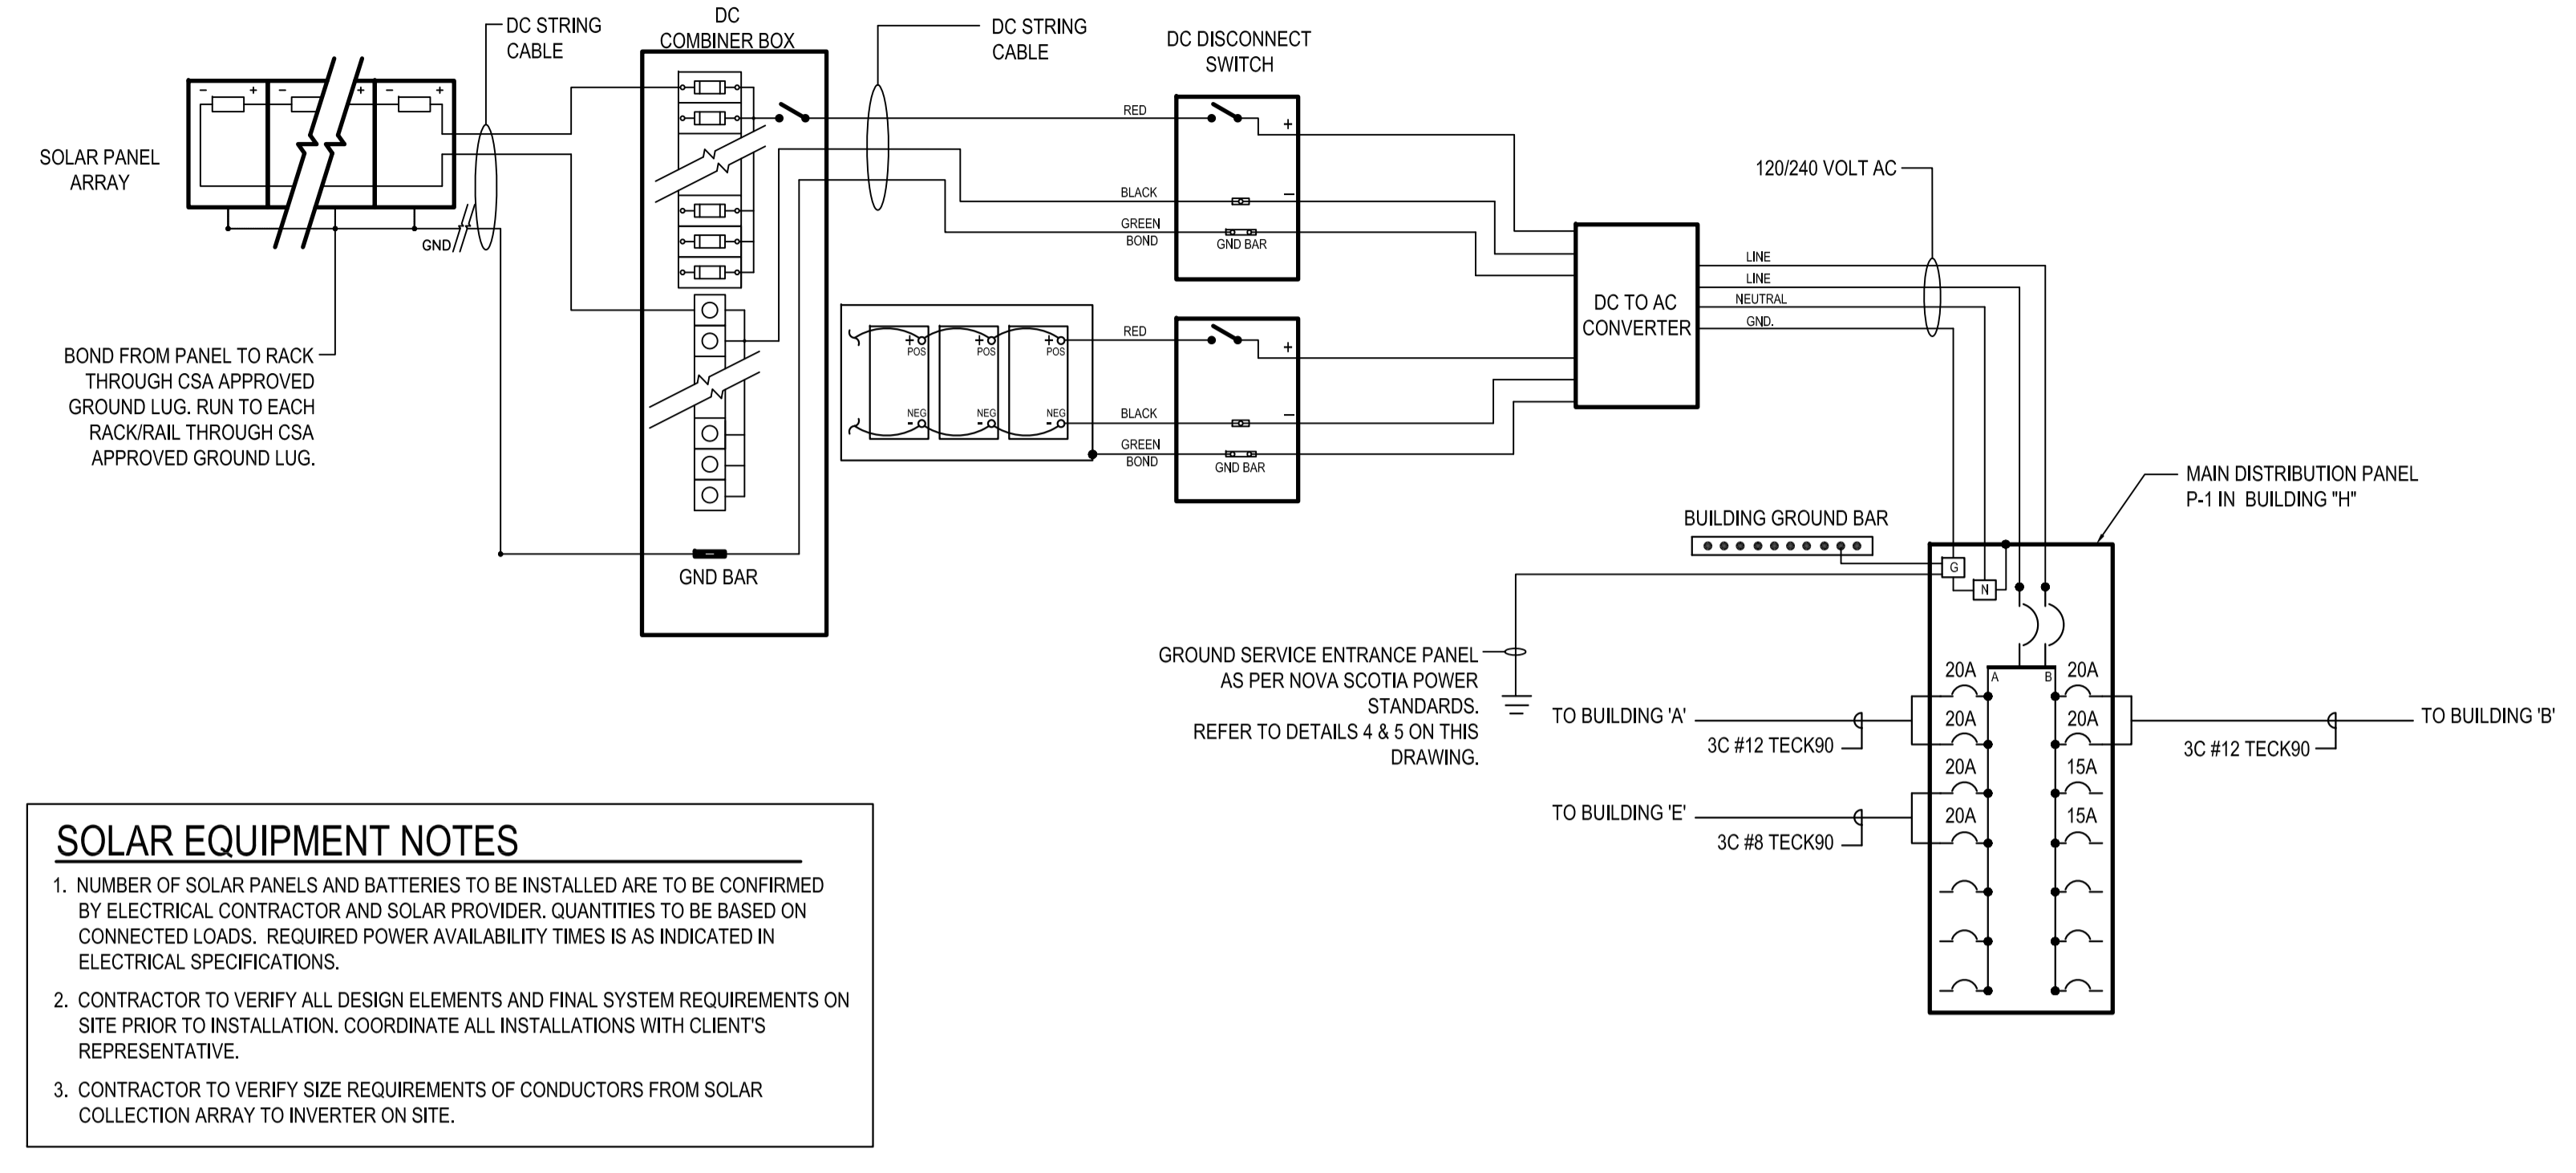 DC STRING
CABLE
DC
COMBINER BOX
DC STRING
CABLE
DC DISCONNECT
SWITCH
- +
-
+
- +
SOLAR PANEL
ARRAY
GND
BOND FROM PANEL TO RACK
THROUGH CSA APPROVED
GROUND LUG. RUN TO EACH
RACK/RAIL THROUGH CSA
APPROVED GROUND LUG.
GND BAR
RED
+
BLACK
-
GREEN
BOND
GND BAR
+
POS
+
POS
+
POS
NEG
-
NEG
-
NEG
-
RED
+
BLACK
-
GREEN
BOND
GND BAR
DC TO AC
CONVERTER
120/240 VOLT AC
LINE
LINE
NEUTRAL
GND.
MAIN DISTRIBUTION PANEL
P-1 IN BUILDING "H"
BUILDING GROUND BAR
G
N
GROUND SERVICE ENTRANCE PANEL
AS PER NOVA SCOTIA POWER
STANDARDS.
REFER TO DETAILS 4 & 5 ON THIS
DRAWING.
A B
20A 20A
20A 20A
20A 15A
20A 15A
TO BUILDING 'A'
3C #12 TECK90
TO BUILDING 'B'
3C #12 TECK90
TO BUILDING 'E'
3C #8 TECK90
SOLAR EQUIPMENT NOTES
1. NUMBER OF SOLAR PANELS AND BATTERIES TO BE INSTALLED ARE TO BE CONFIRMED
BY ELECTRICAL CONTRACTOR AND SOLAR PROVIDER. QUANTITIES TO BE BASED ON
CONNECTED LOADS. REQUIRED POWER AVAILABILITY TIMES IS AS INDICATED IN
ELECTRICAL SPECIFICATIONS.
2. CONTRACTOR TO VERIFY ALL DESIGN ELEMENTS AND FINAL SYSTEM REQUIREMENTS ON
SITE PRIOR TO INSTALLATION. COORDINATE ALL INSTALLATIONS WITH CLIENT'S
REPRESENTATIVE.
3. CONTRACTOR TO VERIFY SIZE REQUIREMENTS OF CONDUCTORS FROM SOLAR
COLLECTION ARRAY TO INVERTER ON SITE.